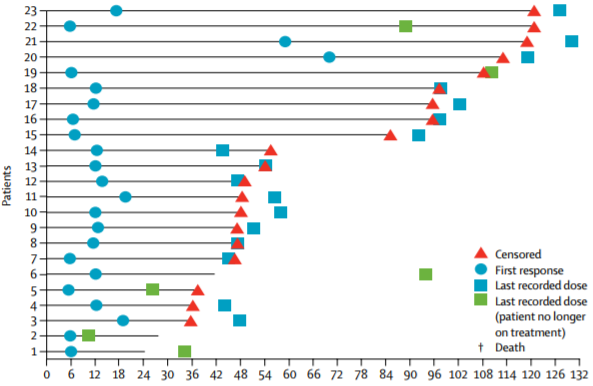 23
22
21
20
19
18
17
16
15
14
13
12
11
10
9
8
7
6
5
4
3
2
1
Patients
Censored
First response
Last recorded dose
Last recorded dose
(patient no longer
on treatment)
† Death
0 6 12 18 24 30 36 42 48 54 60 66 72 78 84 90 96 102 108 114 120 126 132